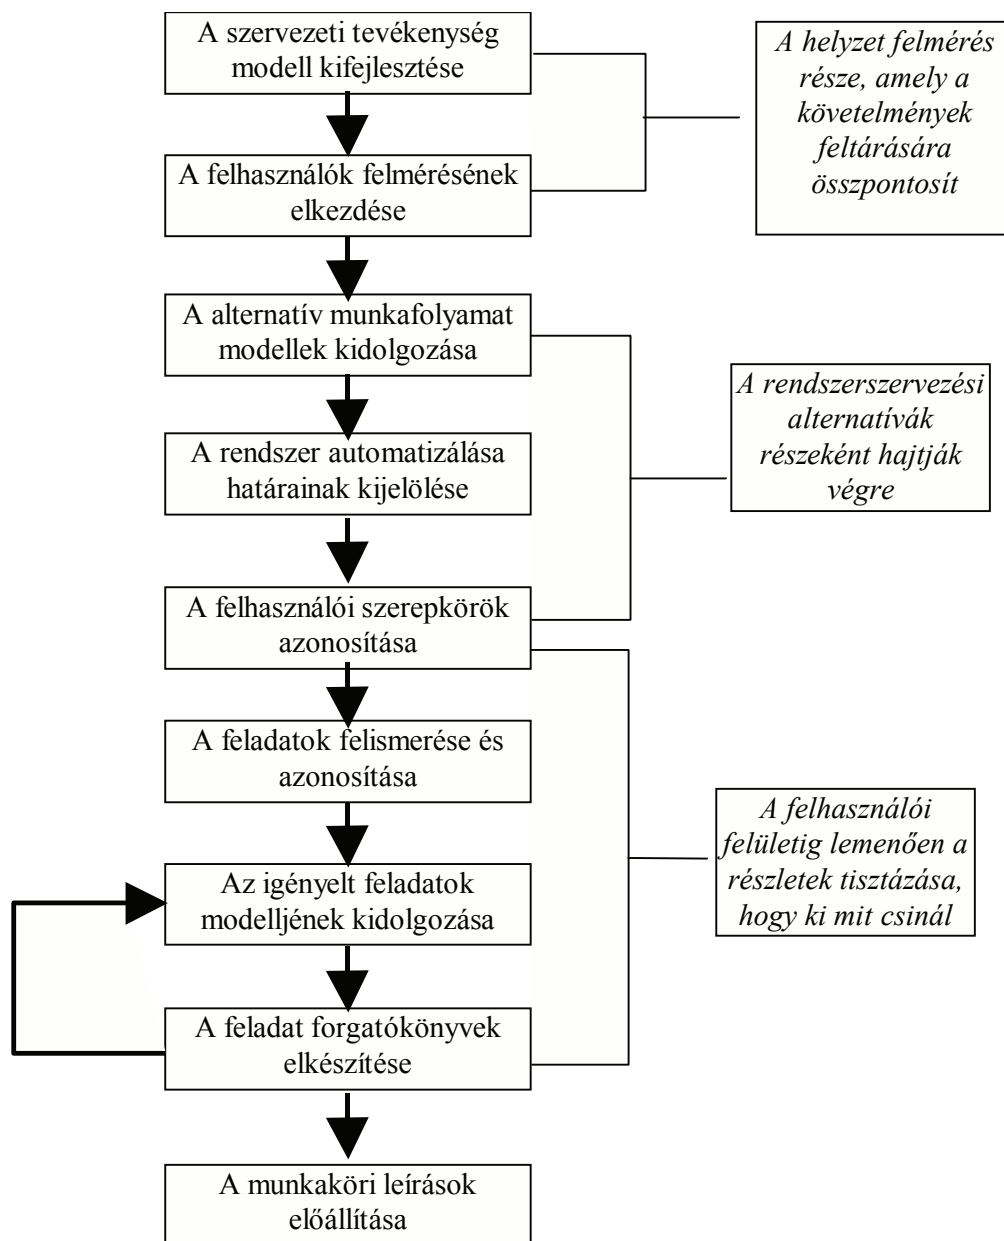 A szervezeti tevékenység
modell kifejlesztése
A helyzet felmérés
része, amely a
követelmények
feltárására
összpontosít
A felhasználók felmérésének
elkezdése
A alternatív munkafolyamat
modellek kidolgozása
A rendszerszervezési
alternatívák
részeként hajtják
végre
A rendszer automatizálása
határainak kijelölése
A felhasználói szerepkörök
azonosítása
A feladatok felismerése és
azonosítása
A felhasználói
felületig lemenően a
részletek tisztázása,
hogy ki mit csinál
Az igényelt feladatok
modelljének kidolgozása
A feladat forgatókönyvek
elkészítése
A munkaköri leírások
előállítása